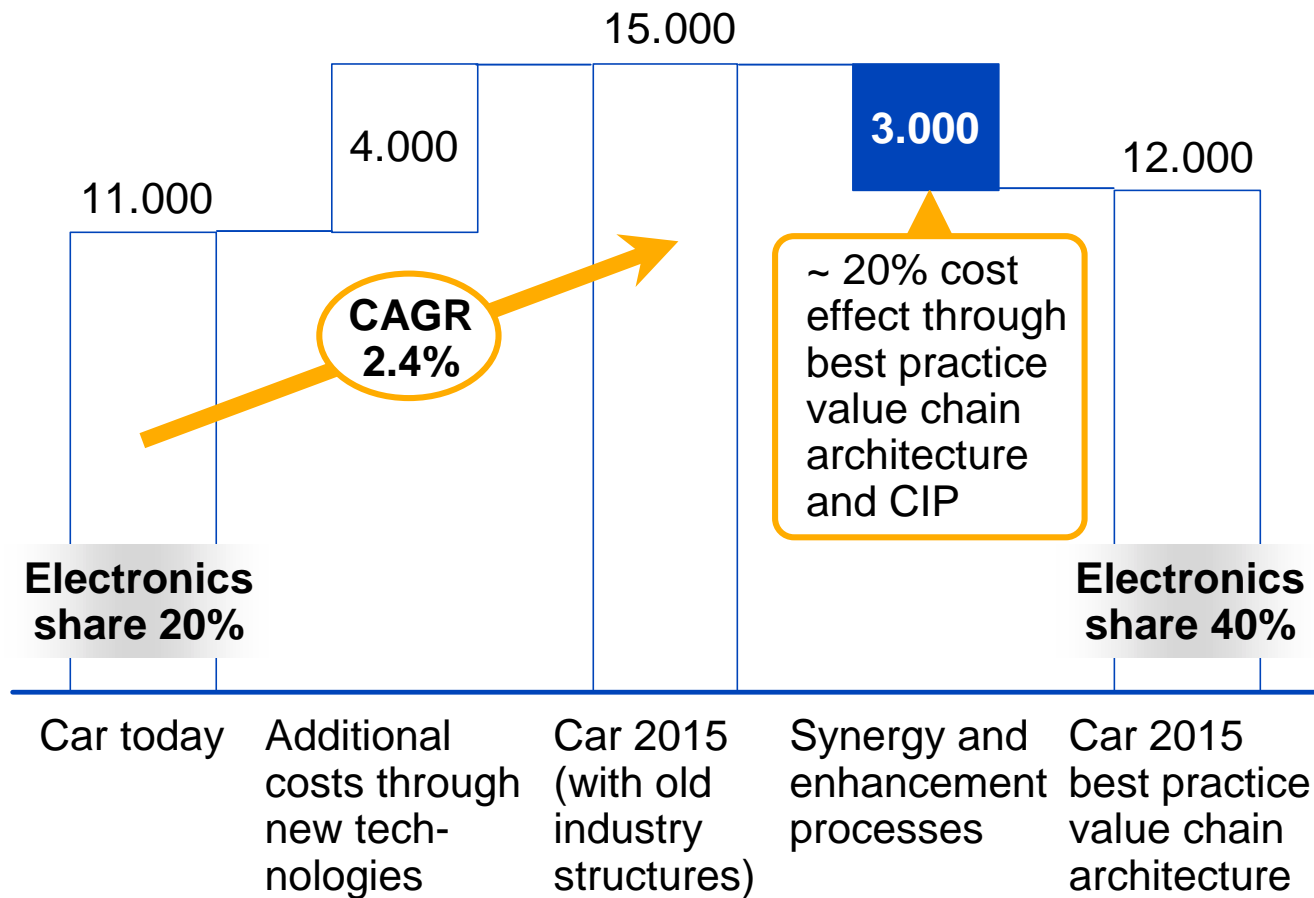 15.000
4.000
3.000
12.000
11.000
CAGR
2.4%
~ 20% cost
effect through
best practice
value chain
architecture
and CIP
Electronics
share 20%
Electronics
share 40%
Car today
Additional
costs through
new tech-
nologies
Car 2015
(with old
industry
structures)
Synergy and
enhancement
processes
Car 2015
best practice
value chain
architecture